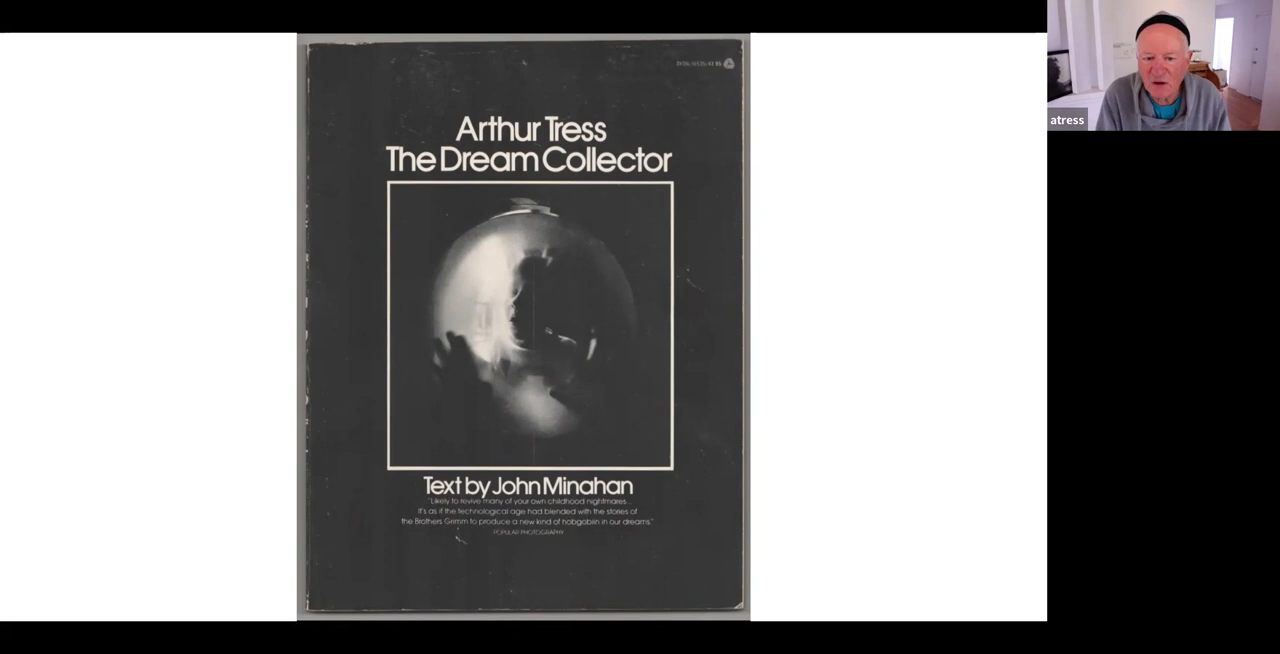 Arthur Tress
The Dream Collector
Text by John Minahan
"Likely to revive many of your own childhood nightmares...
It's as if the technological age had blended with the stories of
the Brothers Grimm to produce a new kind of hobgoblin in our dreams."
POPULAR PHOTOGRAPHY
atress